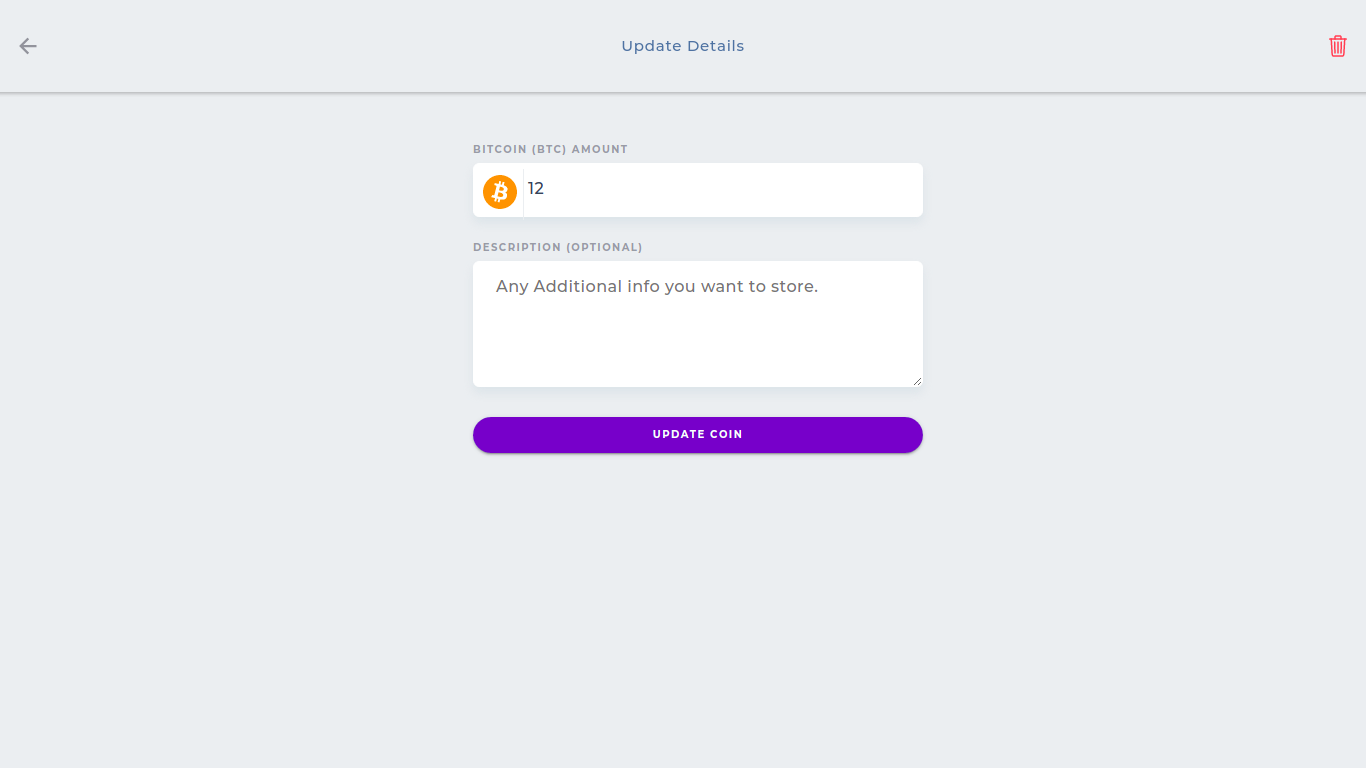 Update Details
BITCOIN (BTC) AMOUNT
12
DESCRIPTION (OPTIONAL)
Any Additional info you want to store.
UPDATE COIN